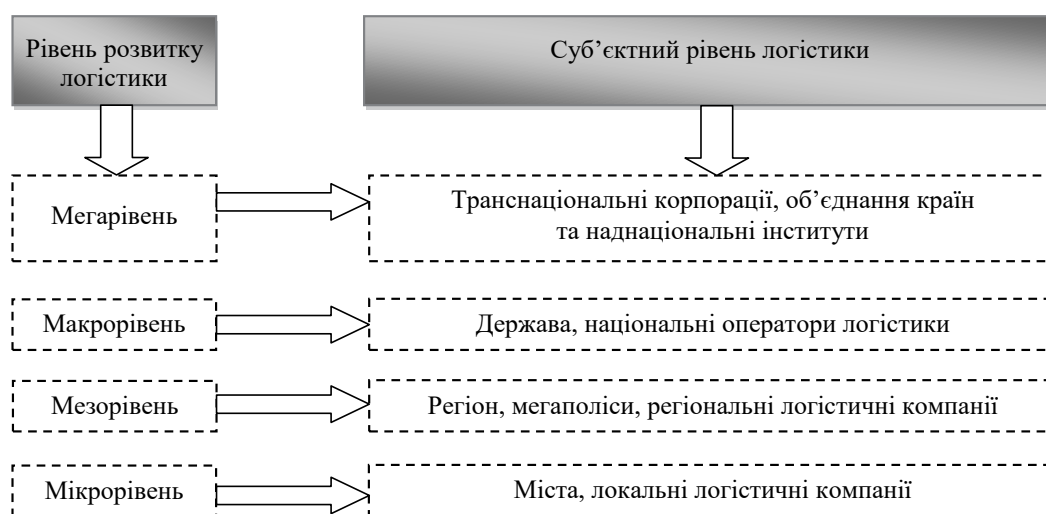 Рівень розвитку
логістики
Суб’єктний рівень логістики
Мегарівень
Транснаціональні корпорації, об’єднання країн
та наднаціональні інститути
Макрорівень
Держава, національні оператори логістики
Мезорівень
Регіон, мегаполіси, регіональні логістичні компанії
Мікрорівень
Міста, локальні логістичні компанії